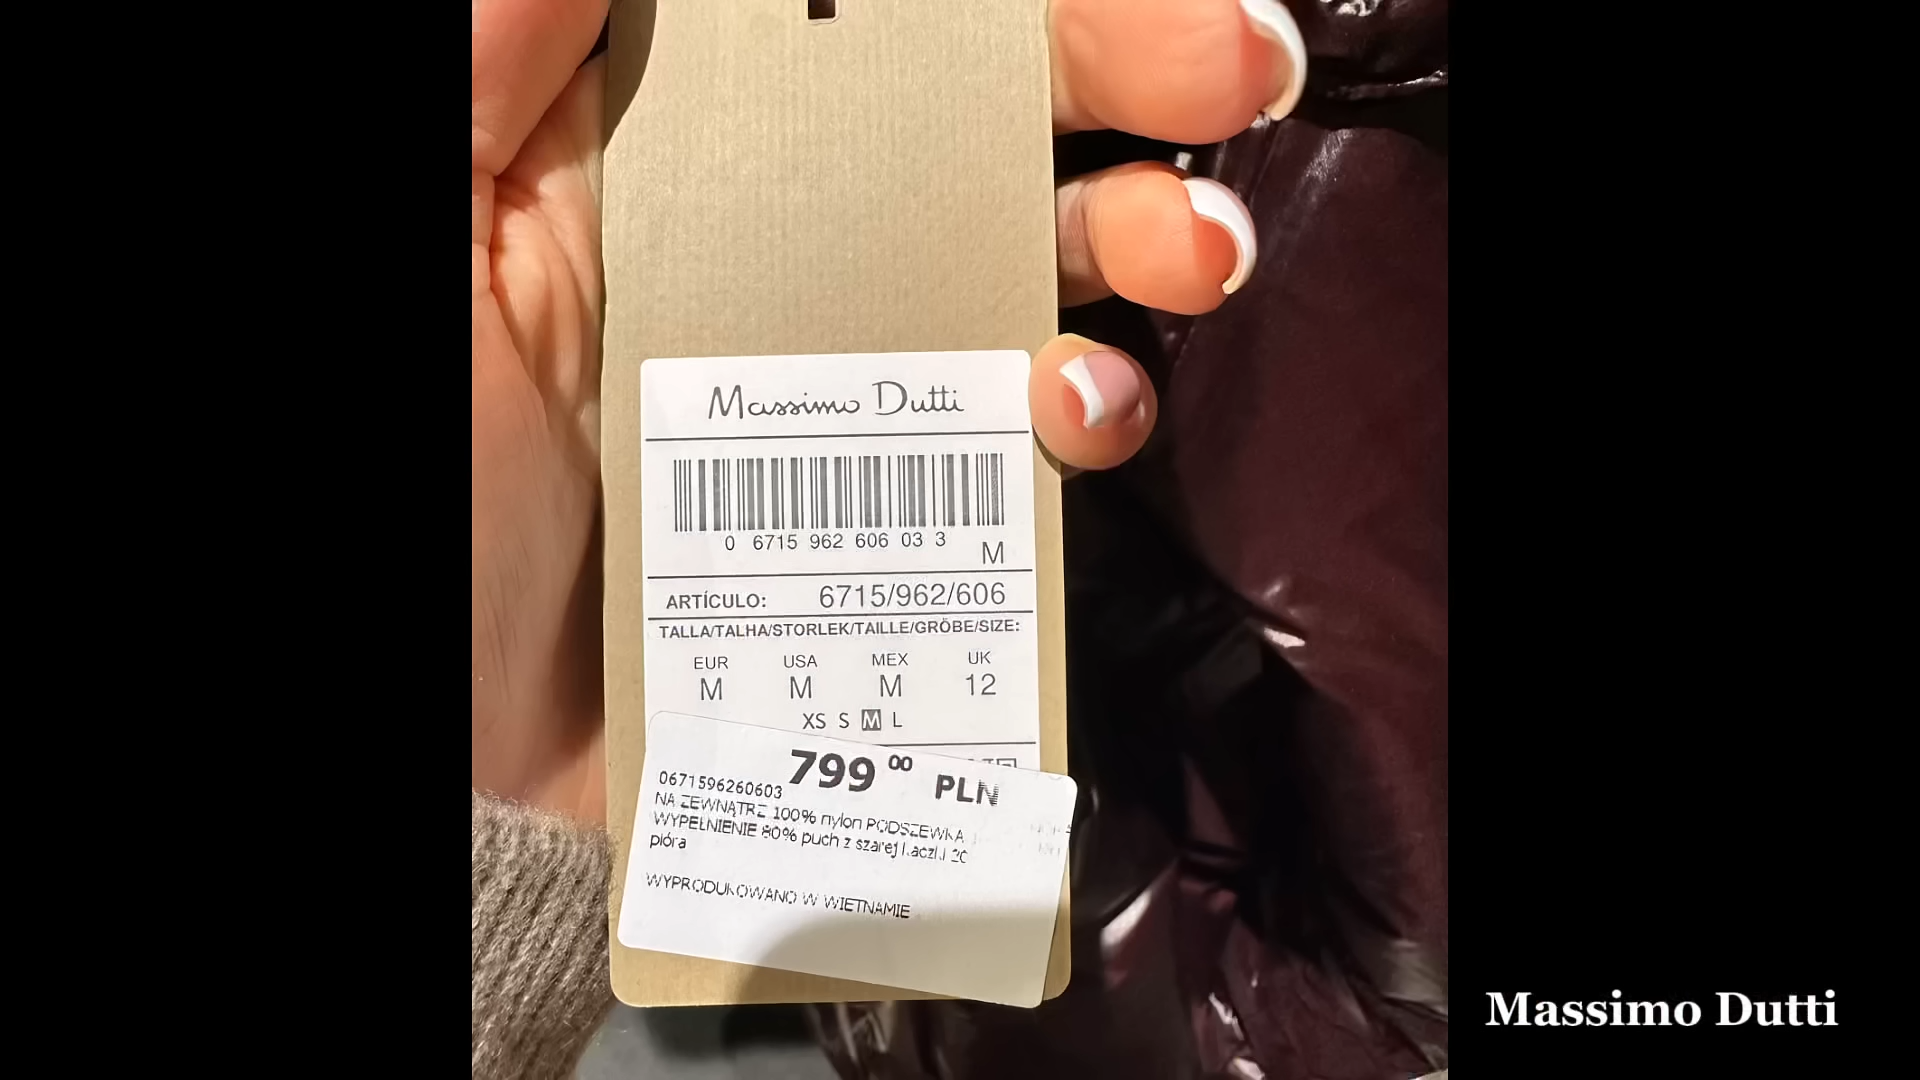 Massimo Dutti
0 6715 962 606 03 3
M
ARTÍCULO: 6715/962/606
TALLA/TALHA/STORLEK/TAILLE/GRÖBE/SIZE:
EUR USA MEX UK
M M M 12
XS S M L
799 00 PLN
0671596260603
NA ZEWNĄTRZ 100% nylon PODSZEWKA
WYPEŁNIENIE 80% puch z szarej kaczki 20
pióra
WYPRODUKOWANO W WIETNAMIE
Massimo Dutti